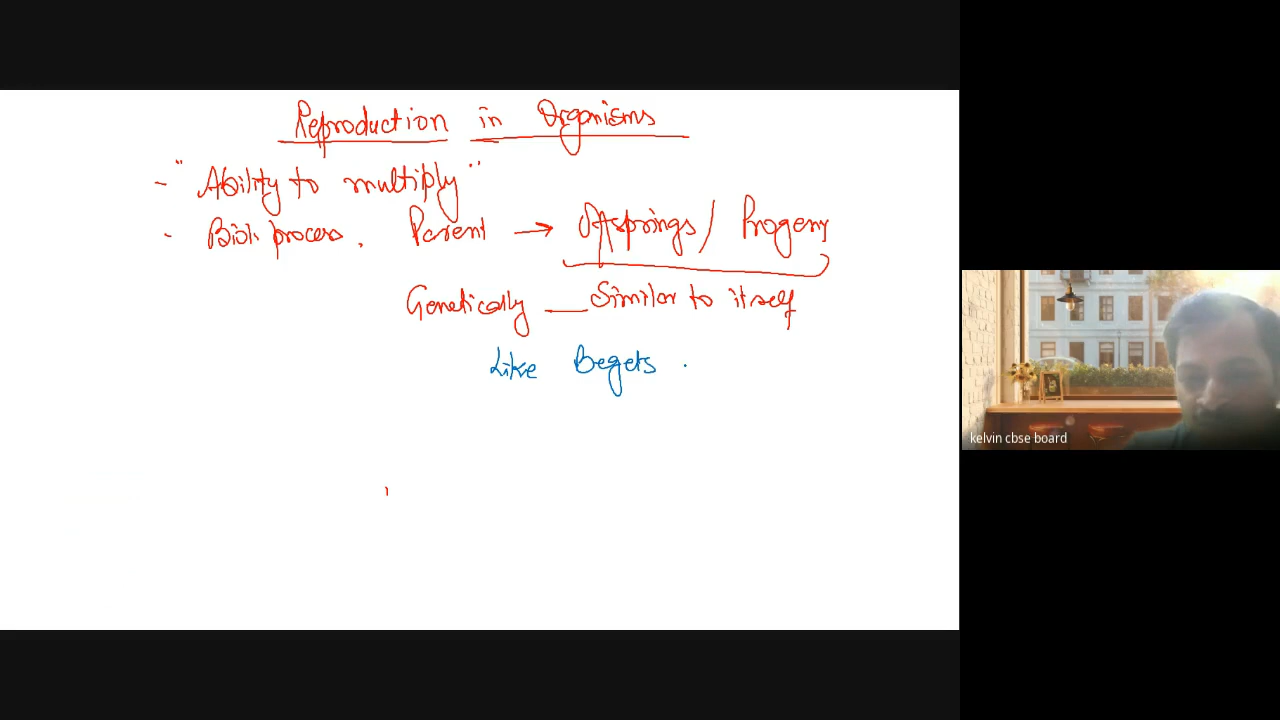 Reproduction in Organisms
- "Ability to multiply"
- Biol. process. Parent → Offsprings / Progeny
Genetically — Similar to itself
Like Begets .
kelvin cbse board